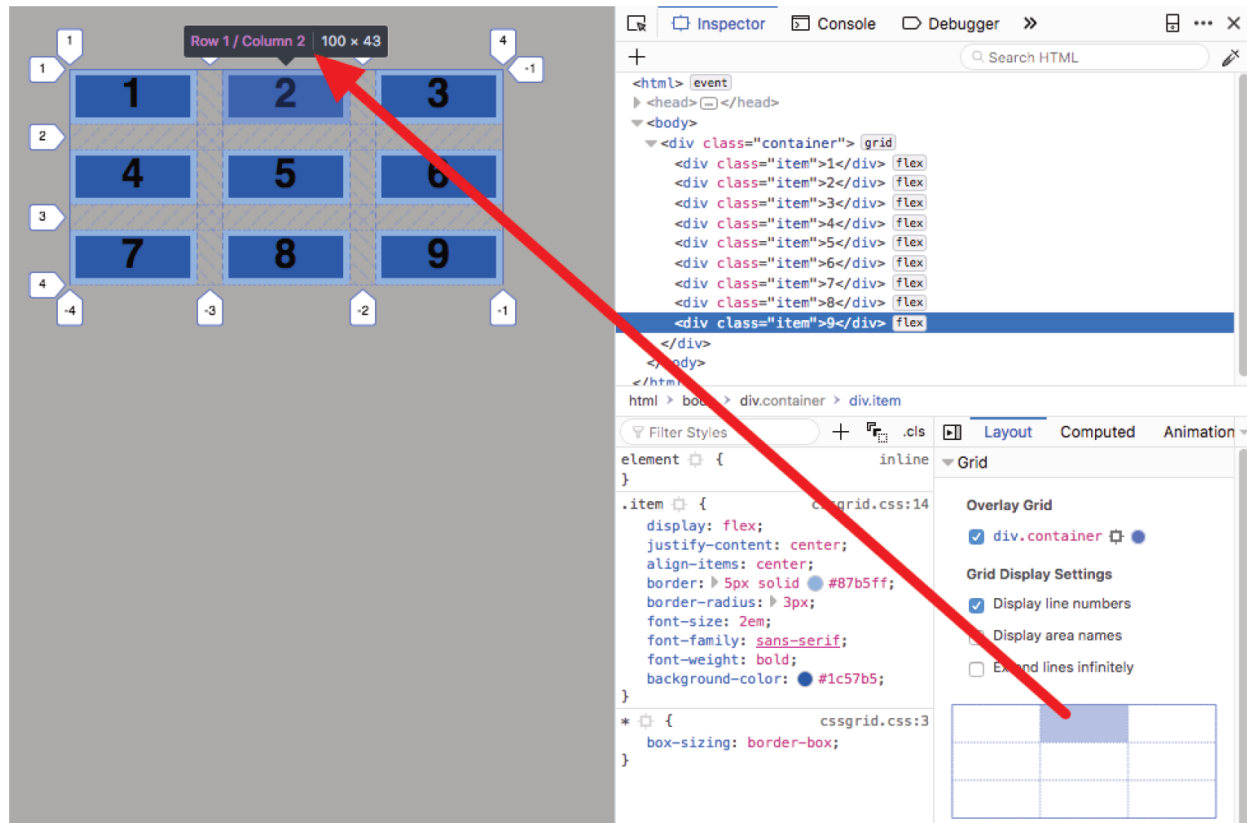 1
Row 1 / Column 2 100 × 43
4
1
-1
1 2 3
2
4 5 6
3
7 8 9
4
-4 -3 -2 -1
Inspector Console Debugger
Search HTML
<html> event
<head> </head>
<body>
<div class="container"> grid
<div class="item">1</div> flex
<div class="item">2</div> flex
<div class="item">3</div> flex
<div class="item">4</div> flex
<div class="item">5</div> flex
<div class="item">6</div> flex
<div class="item">7</div> flex
<div class="item">8</div> flex
<div class="item">9</div> flex
</div>
</body>
</html>
html > body > div.container > div.item
Filter Styles + .cls
element { inline
}
.item { cssgrid.css:14
display: flex;
justify-content: center;
align-items: center;
border: 5px solid #87b5ff;
border-radius: 3px;
font-size: 2em;
font-family: sans-serif;
font-weight: bold;
background-color: #1c57b5;
}
* { cssgrid.css:3
box-sizing: border-box;
}
Layout Computed Animation
Grid
Overlay Grid
div.container
Grid Display Settings
Display line numbers
Display area names
Extend lines infinitely